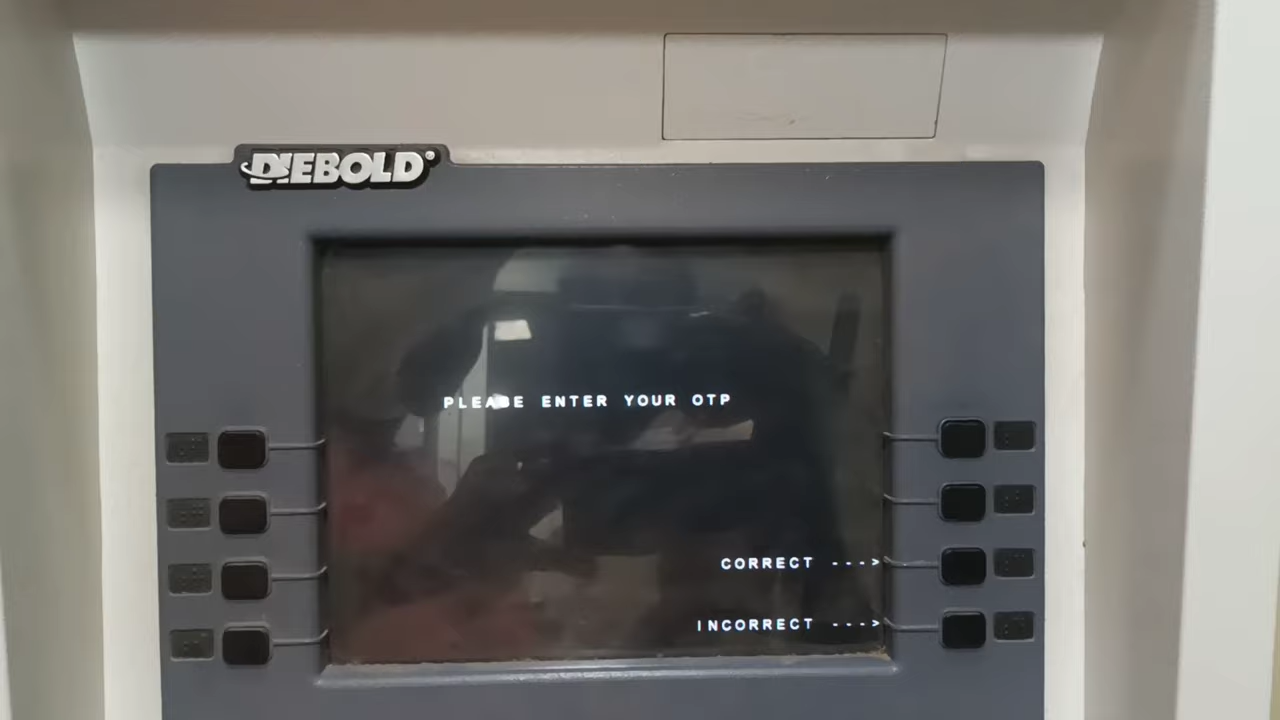 DIEBOLD
PLEASE ENTER YOUR OTP
CORRECT --->
INCORRECT --->